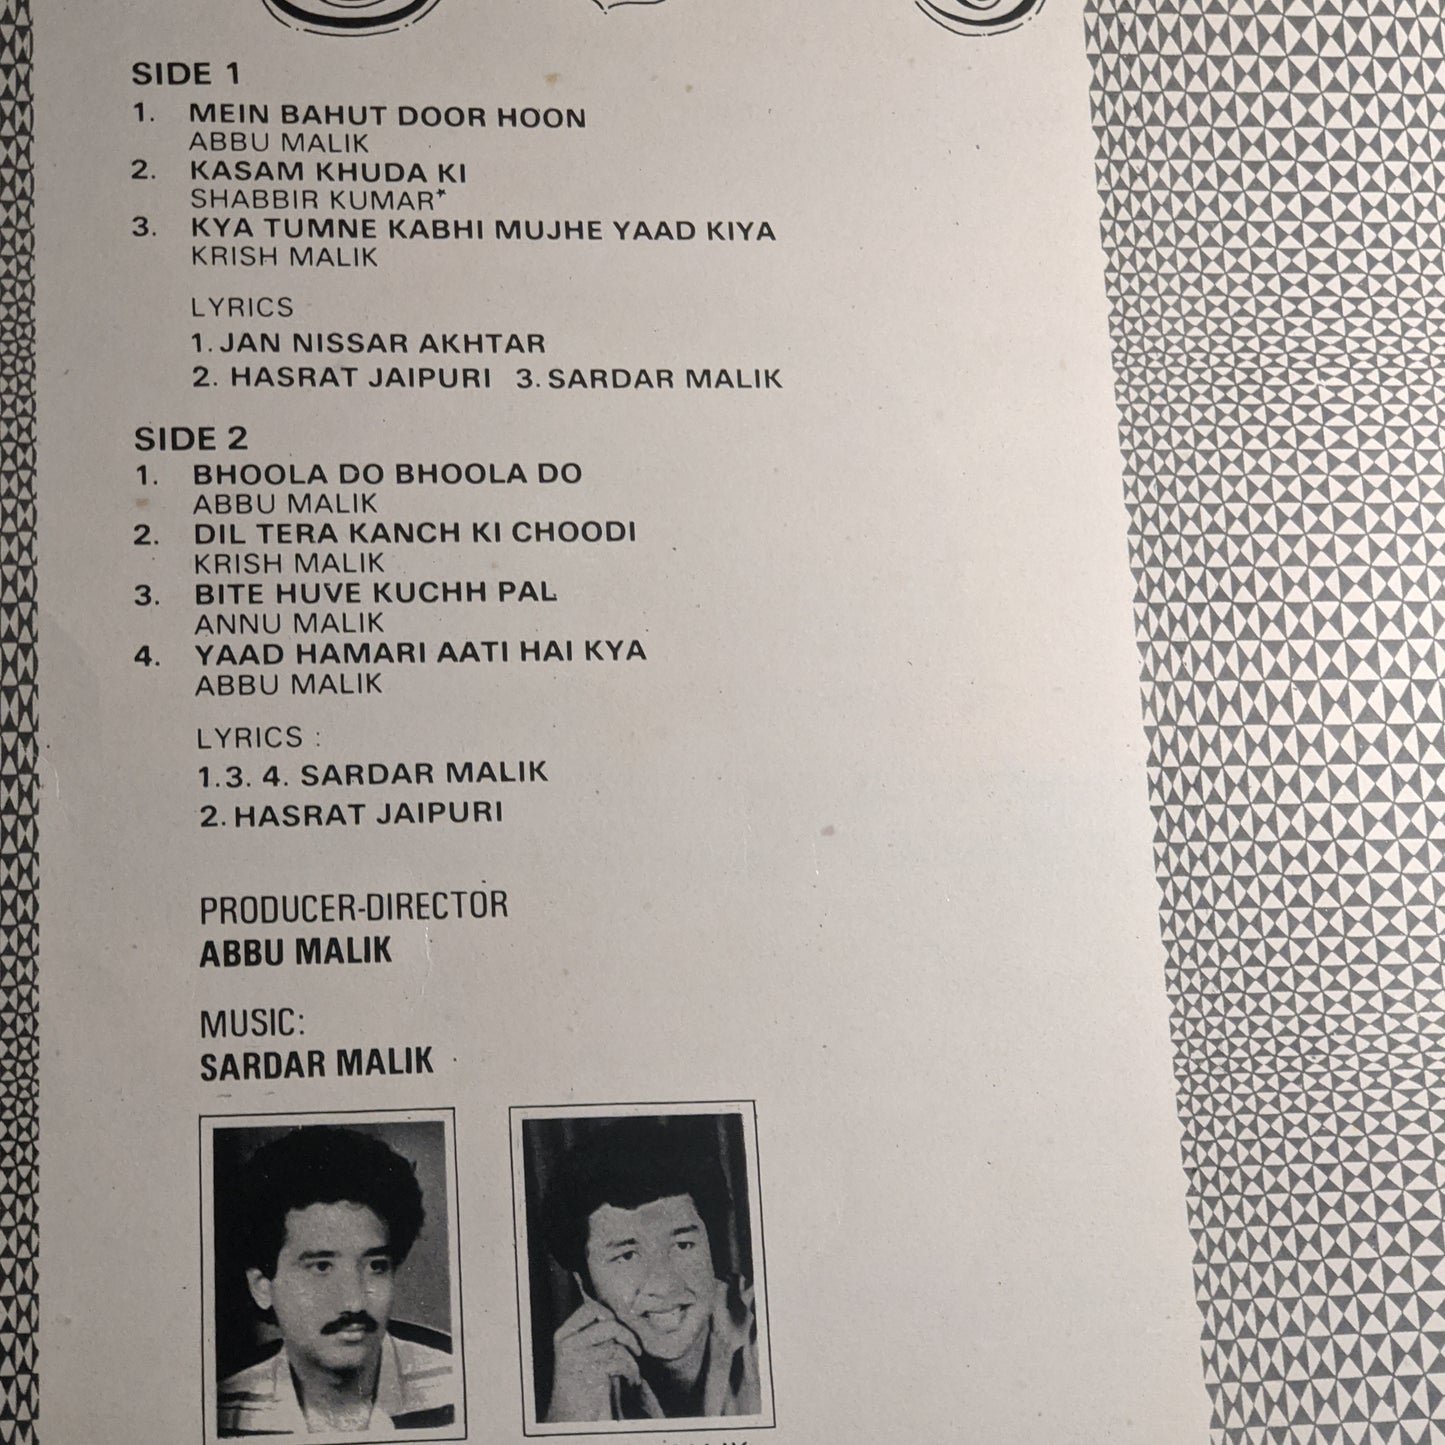 SIDE 1
1. MEIN BAHUT DOOR HOON
ABBU MALIK
2. KASAM KHUDA KI
SHABBIR KUMAR*
3. KYA TUMNE KABHI MUJHE YAAD KIYA
KRISH MALIK
LYRICS
1. JAN NISSAR AKHTAR
2. HASRAT JAIPURI 3. SARDAR MALIK
SIDE 2
1. BHOOLA DO BHOOLA DO
ABBU MALIK
2. DIL TERA KANCH KI CHOODI
KRISH MALIK
3. BITE HUVE KUCHH PAL
ANNU MALIK
4. YAAD HAMARI AATI HAI KYA
ABBU MALIK
LYRICS :
1.3. 4. SARDAR MALIK
2. HASRAT JAIPURI
PRODUCER-DIRECTOR
ABBU MALIK
MUSIC:
SARDAR MALIK